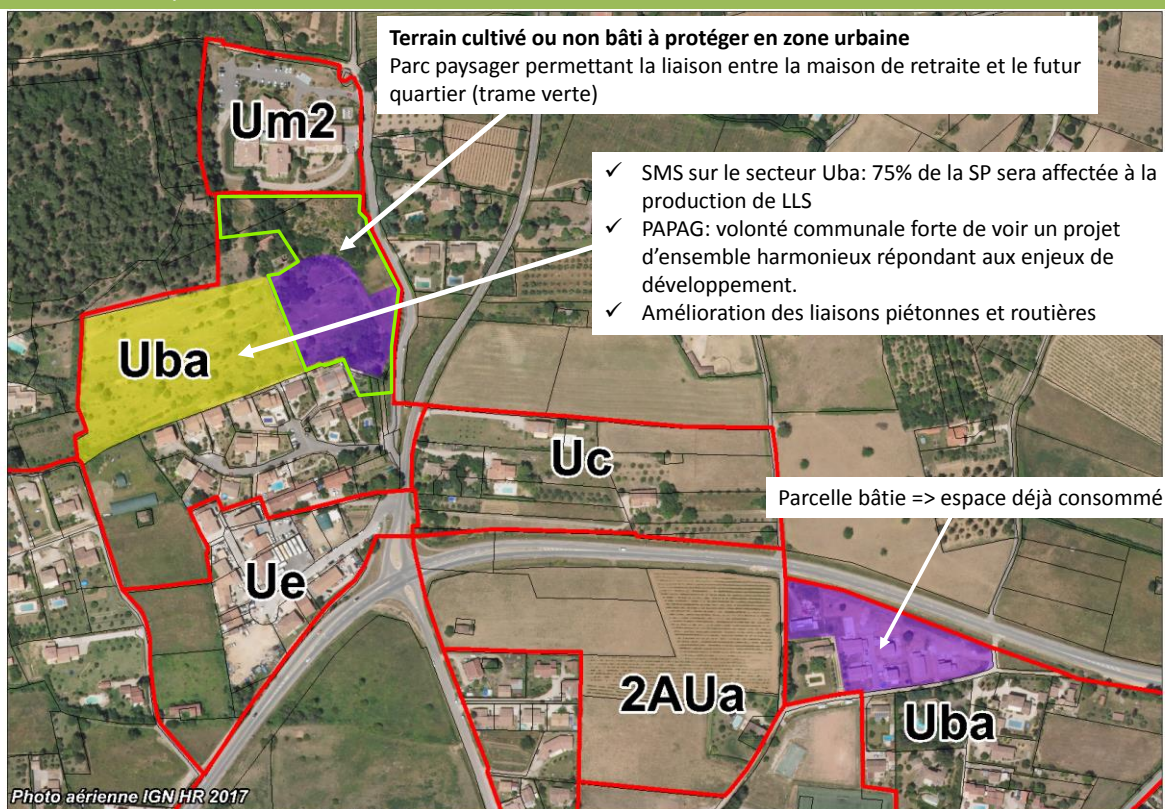 Terrain cultivé ou non bâti à protéger en zone urbaine
Parc paysager permettant la liaison entre la maison de retraite et le futur
quartier (trame verte)
Um2
✓ SMS sur le secteur Uba: 75% de la SP sera affectée à la
production de LLS
✓ PAPAG: volonté communale forte de voir un projet
d’ensemble harmonieux répondant aux enjeux de
développement.
✓ Amélioration des liaisons piétonnes et routières
Uba
Uc
Parcelle bâtie => espace déjà consommé
Ue
2AUa
Uba
Photo aérienne IGN HR 2017